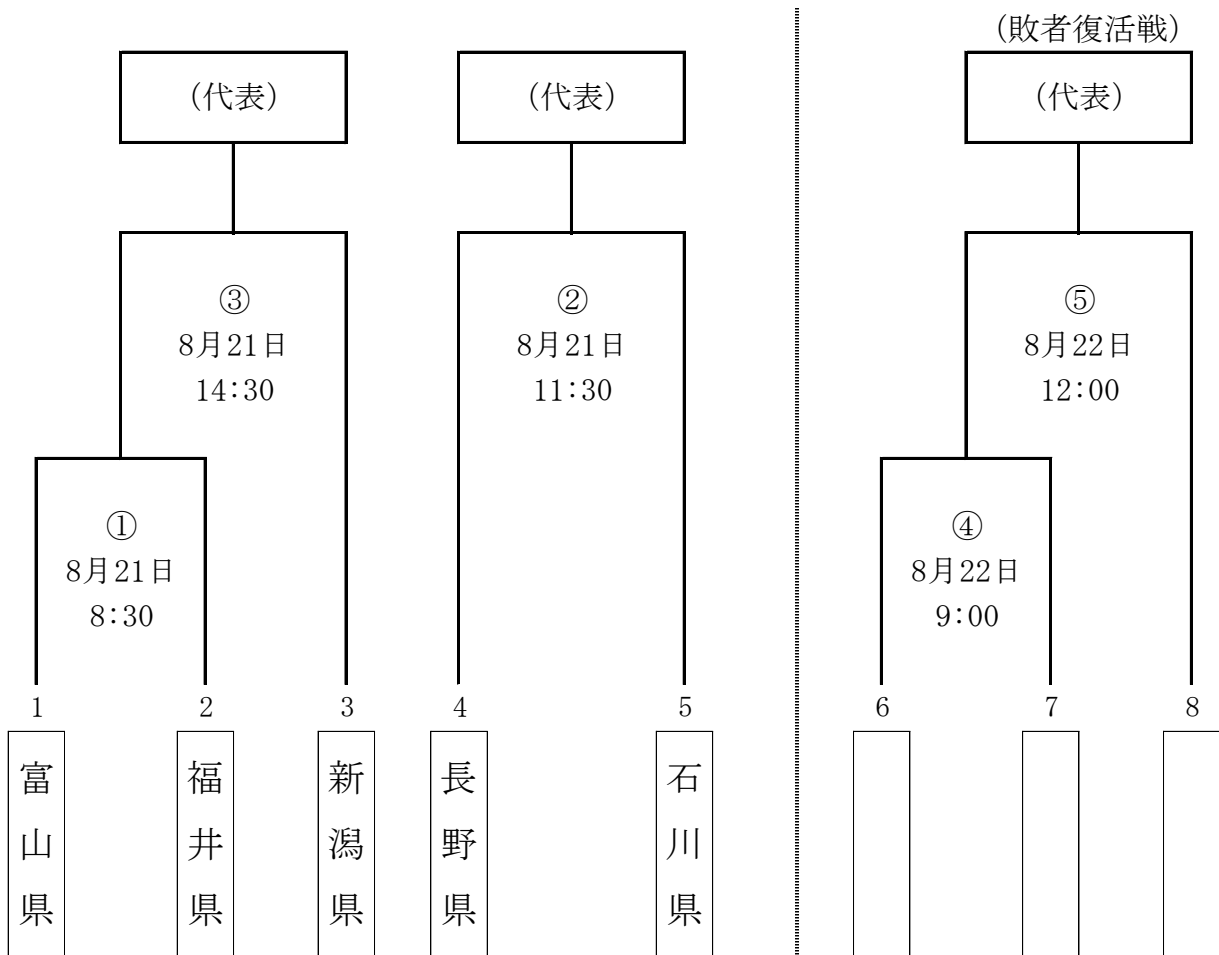 (敗者復活戦)
(代表)
(代表)
(代表)
③
8月21日
14:30
②
8月21日
11:30
⑤
8月22日
12:00
①
8月21日
8:30
④
8月22日
9:00
1
2
3
4
5
6
7
8
富山県
福井県
新潟県
長野県
石川県